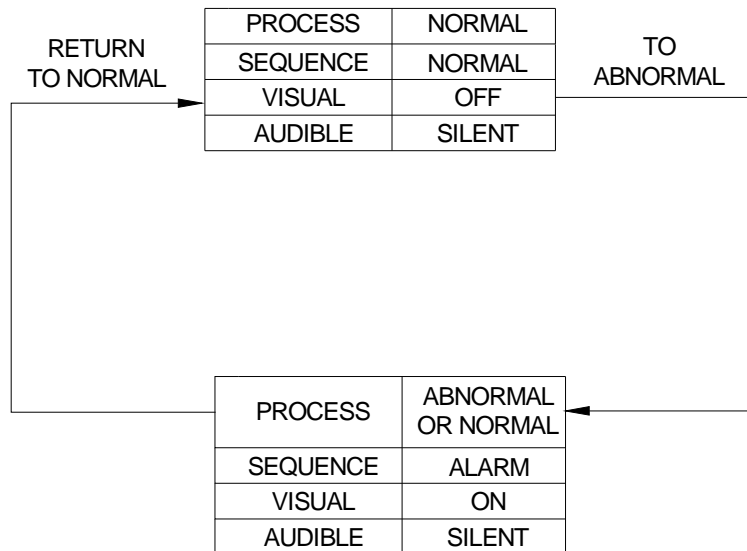 PROCESS NORMAL
RETURN
TO NORMAL
SEQUENCE NORMAL
TO
ABNORMAL
VISUAL OFF
AUDIBLE SILENT
PROCESS ABNORMAL
OR NORMAL
SEQUENCE ALARM
VISUAL ON
AUDIBLE SILENT